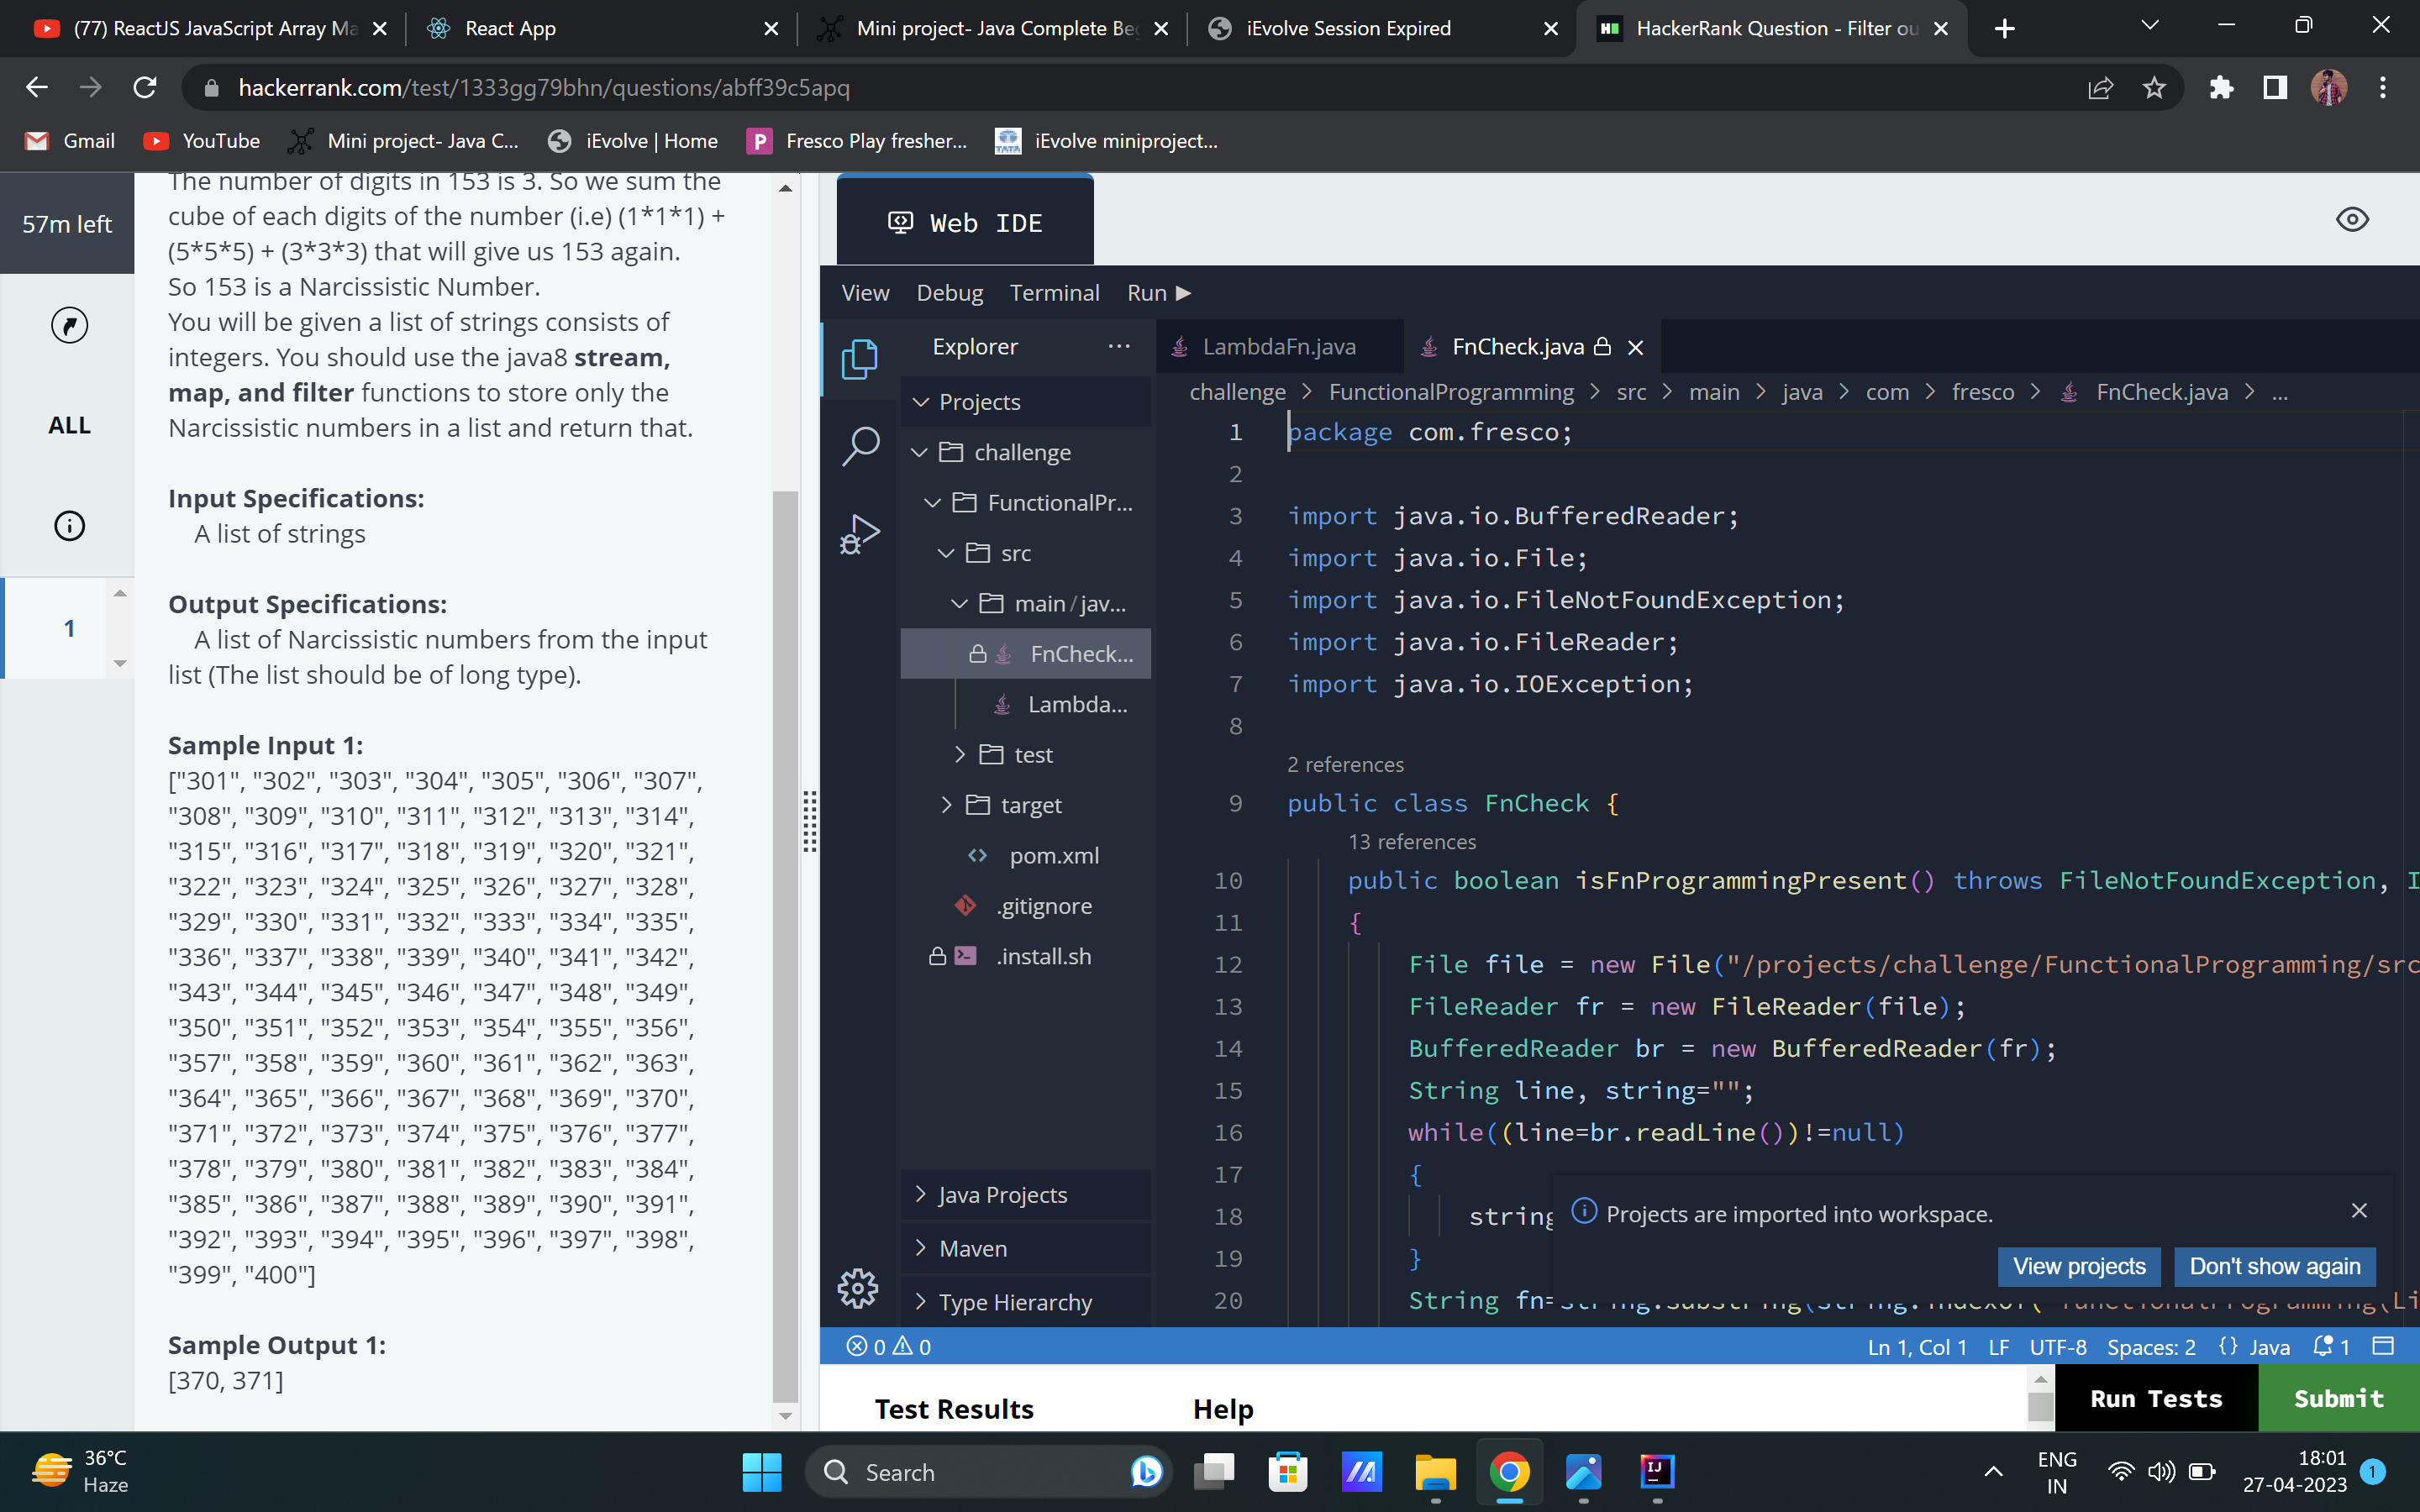 (77) ReactJS JavaScript Array Ma
React App
Mini project- Java Complete Be
iEvolve Session Expired
HackerRank Question - Filter ou
hackerrank.com/test/1333gg79bhn/questions/abff39c5apq
Gmail
YouTube
Mini project- Java C...
iEvolve | Home
Fresco Play fresher...
iEvolve miniproject...
57m left
ALL
1
The number of digits in 153 is 3. So we sum the
cube of each digits of the number (i.e) (1*1*1) +
(5*5*5) + (3*3*3) that will give us 153 again.
So 153 is a Narcissistic Number.
You will be given a list of strings consists of
integers. You should use the java8 stream,
map, and filter functions to store only the
Narcissistic numbers in a list and return that.
Input Specifications:
A list of strings
Output Specifications:
A list of Narcissistic numbers from the input
list (The list should be of long type).
Sample Input 1:
["301", "302", "303", "304", "305", "306", "307",
"308", "309", "310", "311", "312", "313", "314",
"315", "316", "317", "318", "319", "320", "321",
"322", "323", "324", "325", "326", "327", "328",
"329", "330", "331", "332", "333", "334", "335",
"336", "337", "338", "339", "340", "341", "342",
"343", "344", "345", "346", "347", "348", "349",
"350", "351", "352", "353", "354", "355", "356",
"357", "358", "359", "360", "361", "362", "363",
"364", "365", "366", "367", "368", "369", "370",
"371", "372", "373", "374", "375", "376", "377",
"378", "379", "380", "381", "382", "383", "384",
"385", "386", "387", "388", "389", "390", "391",
"392", "393", "394", "395", "396", "397", "398",
"399", "400"]
Sample Output 1:
[370, 371]
Web IDE
View Debug Terminal Run
Explorer
Projects
challenge
FunctionalPr...
src
main/jav...
FnCheck...
Lambda...
test
target
pom.xml
.gitignore
.install.sh
Java Projects
Maven
Type Hierarchy
LambdaFn.java
FnCheck.java
challenge > FunctionalProgramming > src > main > java > com > fresco > FnCheck.java > ...
1 package com.fresco;
2
3 import java.io.BufferedReader;
4 import java.io.File;
5 import java.io.FileNotFoundException;
6 import java.io.FileReader;
7 import java.io.IOException;
8
2 references
9 public class FnCheck {
13 references
10 public boolean isFnProgrammingPresent() throws FileNotFoundException, I
11 {
12 File file = new File("/projects/challenge/FunctionalProgramming/src
13 FileReader fr = new FileReader(file);
14 BufferedReader br = new BufferedReader(fr);
15 String line, string="";
16 while((line=br.readLine())!=null)
17 {
18 string
19 }
20 String fn=string.substring(string.indexOf("functionalProgramming(Li
Projects are imported into workspace.
View projects
Don't show again
0 0
Ln 1, Col 1 LF UTF-8 Spaces: 2 {} Java 1
Test Results
Help
Run Tests
Submit
36°C
Haze
Search
ENG
IN
18:01
27-04-2023
1